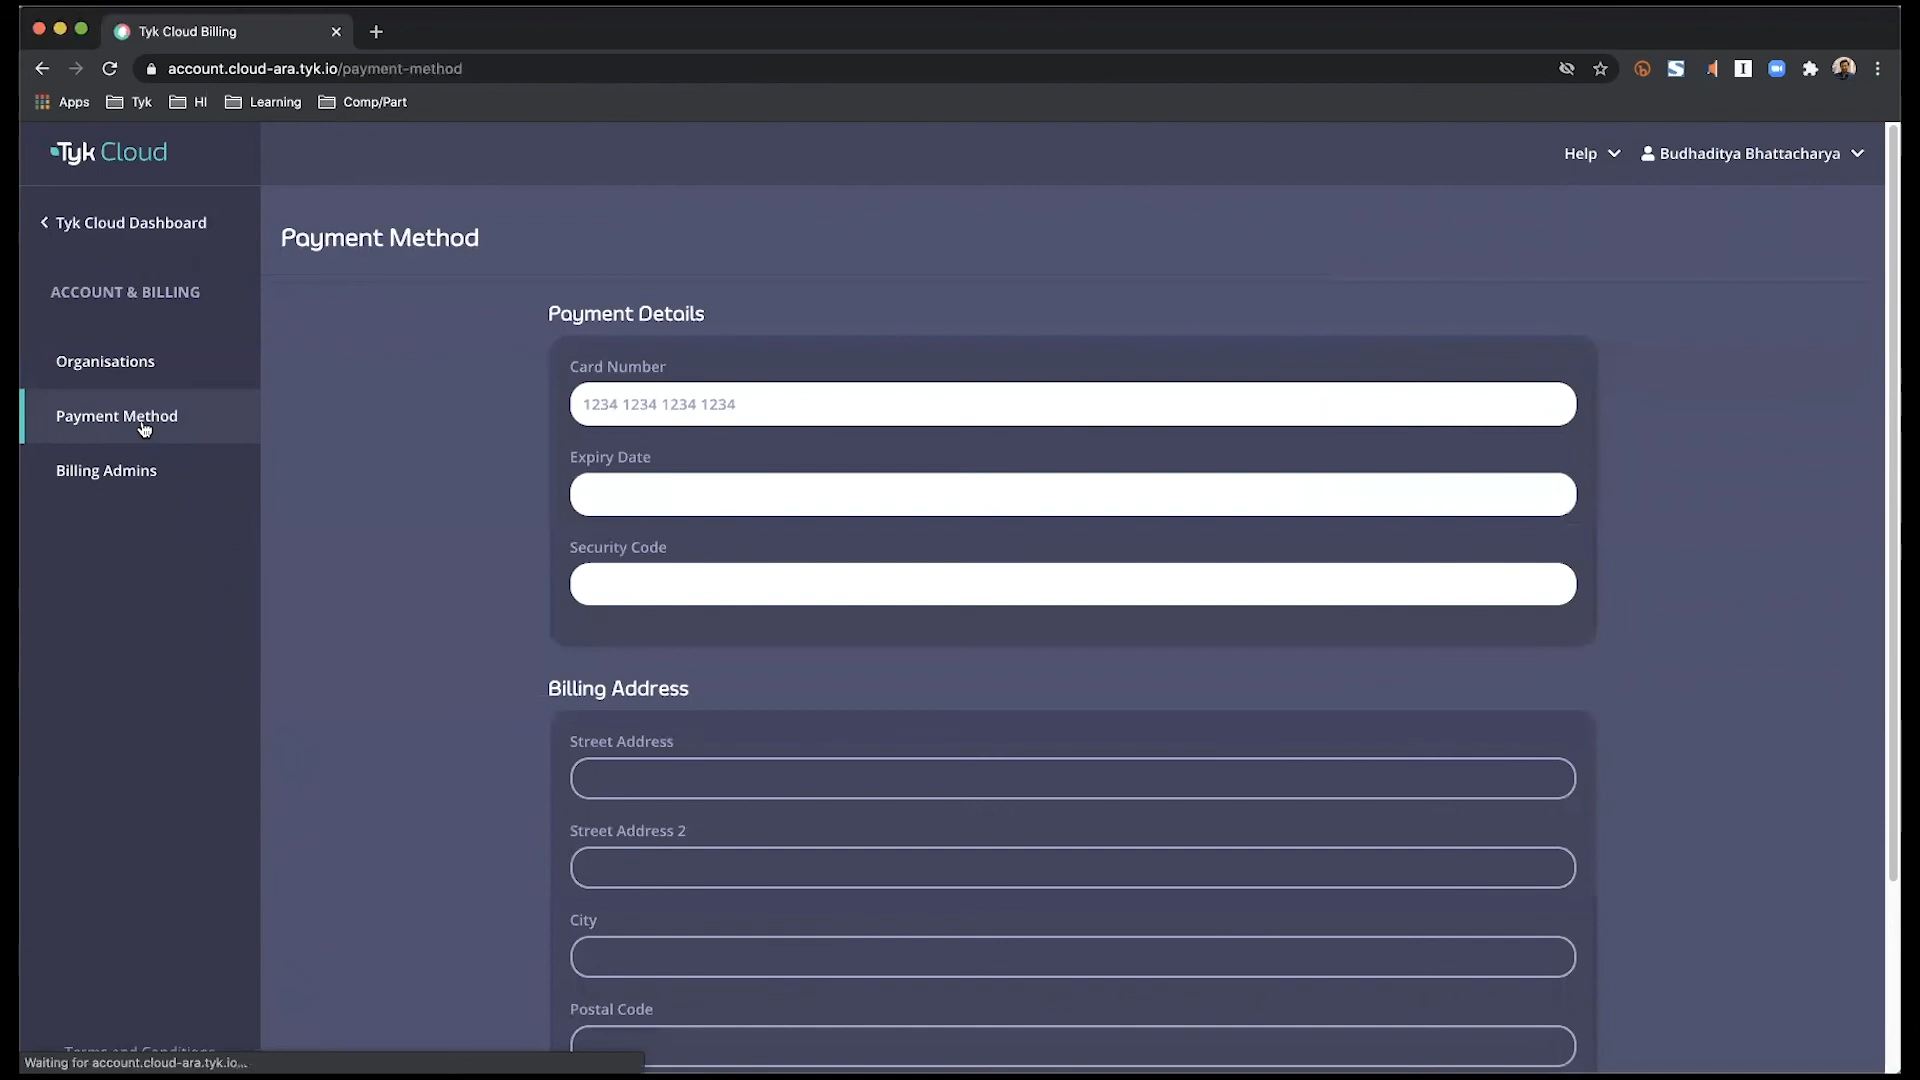 Tyk Cloud Billing
account.cloud-ara.tyk.io/payment-method
Apps Tyk HI Learning Comp/Part
Tyk Cloud
Help Budhaditya Bhattacharya
Tyk Cloud Dashboard
Payment Method
ACCOUNT & BILLING
Organisations
Payment Method
Billing Admins
Payment Details
Card Number
1234 1234 1234 1234
Expiry Date
Security Code
Billing Address
Street Address
Street Address 2
City
Postal Code
Terms and Conditions
Waiting for account.cloud-ara.tyk.io...